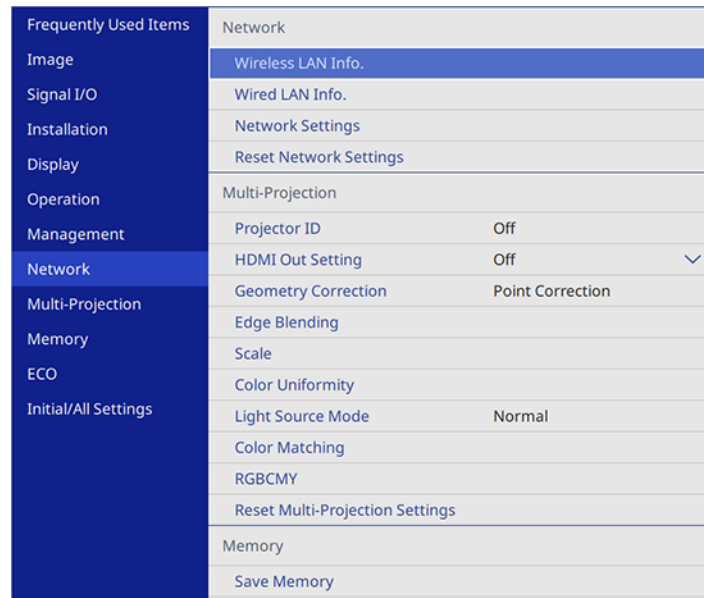 Frequently Used Items
Image
Signal I/O
Installation
Display
Operation
Management
Network
Multi-Projection
Memory
ECO
Initial/All Settings
Network
Wireless LAN Info.
Wired LAN Info.
Network Settings
Reset Network Settings
Multi-Projection
Projector ID Off
HDMI Out Setting Off
Geometry Correction Point Correction
Edge Blending
Scale
Color Uniformity
Light Source Mode Normal
Color Matching
RGBCMY
Reset Multi-Projection Settings
Memory
Save Memory